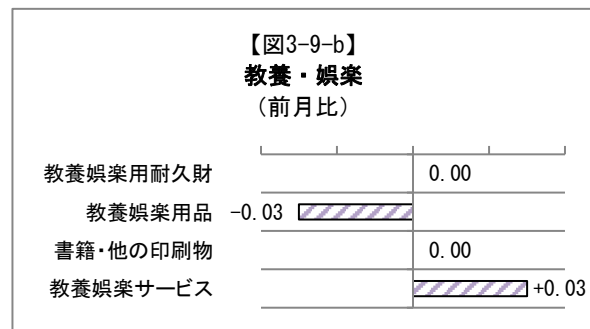 【図3-9-b】
教養・娯楽
（前月比）
教養娯楽用耐久財 0.00
教養娯楽用品 -0.03
書籍・他の印刷物 0.00
教養娯楽サービス +0.03